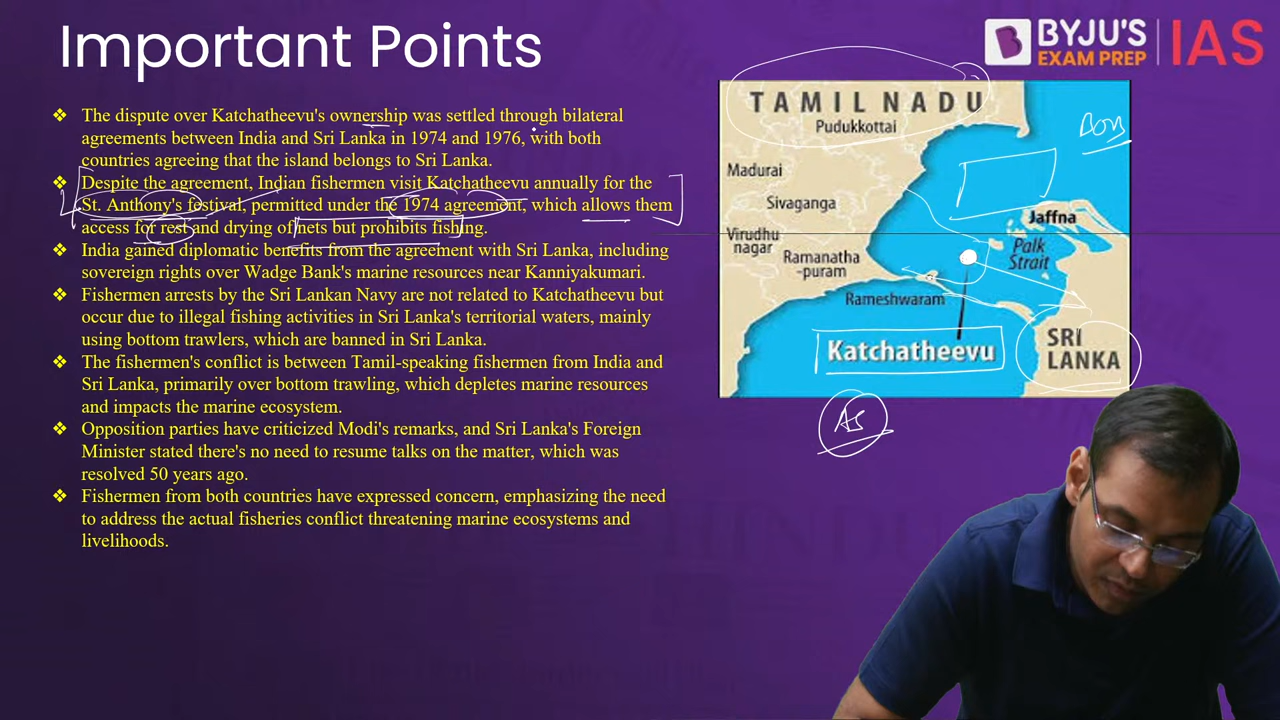 Important Points
BYJU'S
EXAM PREP
IAS
❖ The dispute over Katchatheevu's ownership was settled through bilateral
agreements between India and Sri Lanka in 1974 and 1976, with both
countries agreeing that the island belongs to Sri Lanka.
❖ Despite the agreement, Indian fishermen visit Katchatheevu annually for the
St. Anthony's festival, permitted under the 1974 agreement, which allows them
access for rest and drying of nets but prohibits fishing.
❖ India gained diplomatic benefits from the agreement with Sri Lanka, including
sovereign rights over Wadge Bank's marine resources near Kanniyakumari.
❖ Fishermen arrests by the Sri Lankan Navy are not related to Katchatheevu but
occur due to illegal fishing activities in Sri Lanka's territorial waters, mainly
using bottom trawlers, which are banned in Sri Lanka.
❖ The fishermen's conflict is between Tamil-speaking fishermen from India and
Sri Lanka, primarily over bottom trawling, which depletes marine resources
and impacts the marine ecosystem.
❖ Opposition parties have criticized Modi's remarks, and Sri Lanka's Foreign
Minister stated there's no need to resume talks on the matter, which was
resolved 50 years ago.
❖ Fishermen from both countries have expressed concern, emphasizing the need
to address the actual fisheries conflict threatening marine ecosystems and
livelihoods.
TAMIL NADU
Pudukkottai
Madurai
Sivaganga
Jaffna
Virudhu
nagar
Palk
Strait
Ramanatha
-puram
Rameshwaram
Katchatheevu
SRI
LANKA